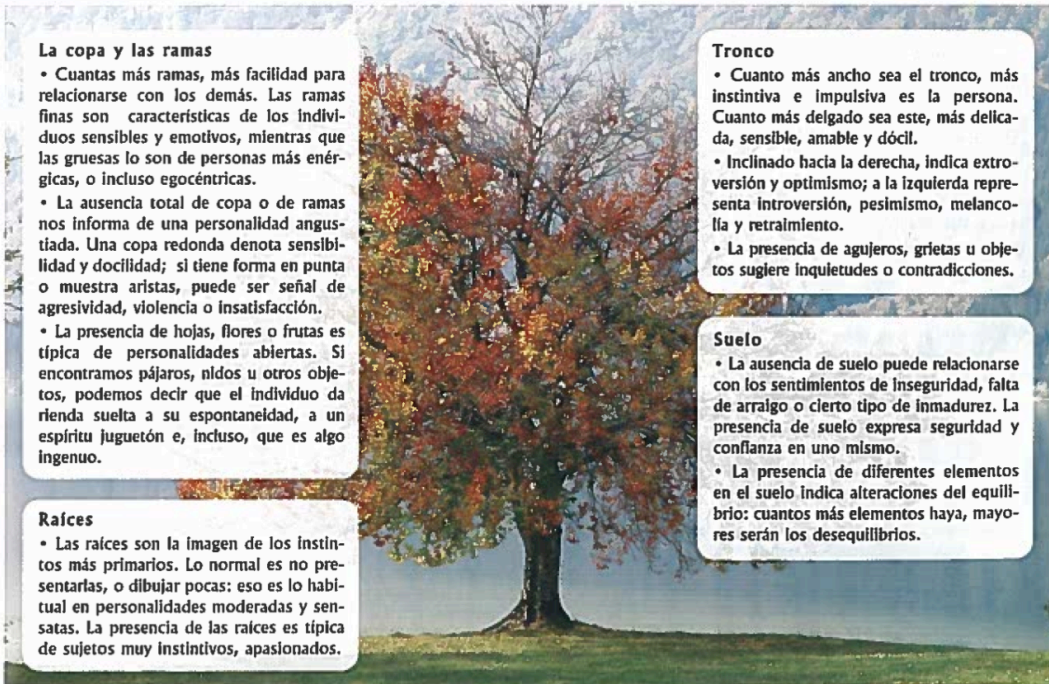 La copa y las ramas
• Cuantas más ramas, más facilidad para
relacionarse con los demás. Las ramas
finas son características de los indivi-
duos sensibles y emotivos, mientras que
las gruesas lo son de personas más enér-
gicas, o incluso egocéntricas.
• La ausencia total de copa o de ramas
nos informa de una personalidad angus-
tiada. Una copa redonda denota sensibi-
lidad y docilidad; si tiene forma en punta
o muestra aristas, puede ser señal de
agresividad, violencia o insatisfacción.
• La presencia de hojas, flores o frutas es
típica de personalidades abiertas. Si
encontramos pájaros, nidos u otros obje-
tos, podemos decir que el individuo da
rienda suelta a su espontaneidad, a un
espíritu juguetón e, incluso, que es algo
ingenuo.
Raíces
• Las raíces son la imagen de los instin-
tos más primarios. Lo normal es no pre-
sentarlas, o dibujar pocas: eso es lo habi-
tual en personalidades moderadas y sen-
satas. La presencia de las raíces es típica
de sujetos muy instintivos, apasionados.
Tronco
• Cuanto más ancho sea el tronco, más
instintiva e impulsiva es la persona.
Cuanto más delgado sea este, más delica-
da, sensible, amable y dócil.
• Inclinado hacia la derecha, indica extro-
versión y optimismo; a la izquierda repre-
senta introversión, pesimismo, melanco-
lía y retraimiento.
• La presencia de agujeros, grietas u obje-
tos sugiere inquietudes o contradicciones.
Suelo
• La ausencia de suelo puede relacionarse
con los sentimientos de inseguridad, falta
de arraigo o cierto tipo de inmadurez. La
presencia de suelo expresa seguridad y
confianza en uno mismo.
• La presencia de diferentes elementos
en el suelo indica alteraciones del equili-
brio: cuantos más elementos haya, mayo-
res serán los desequilibrios.